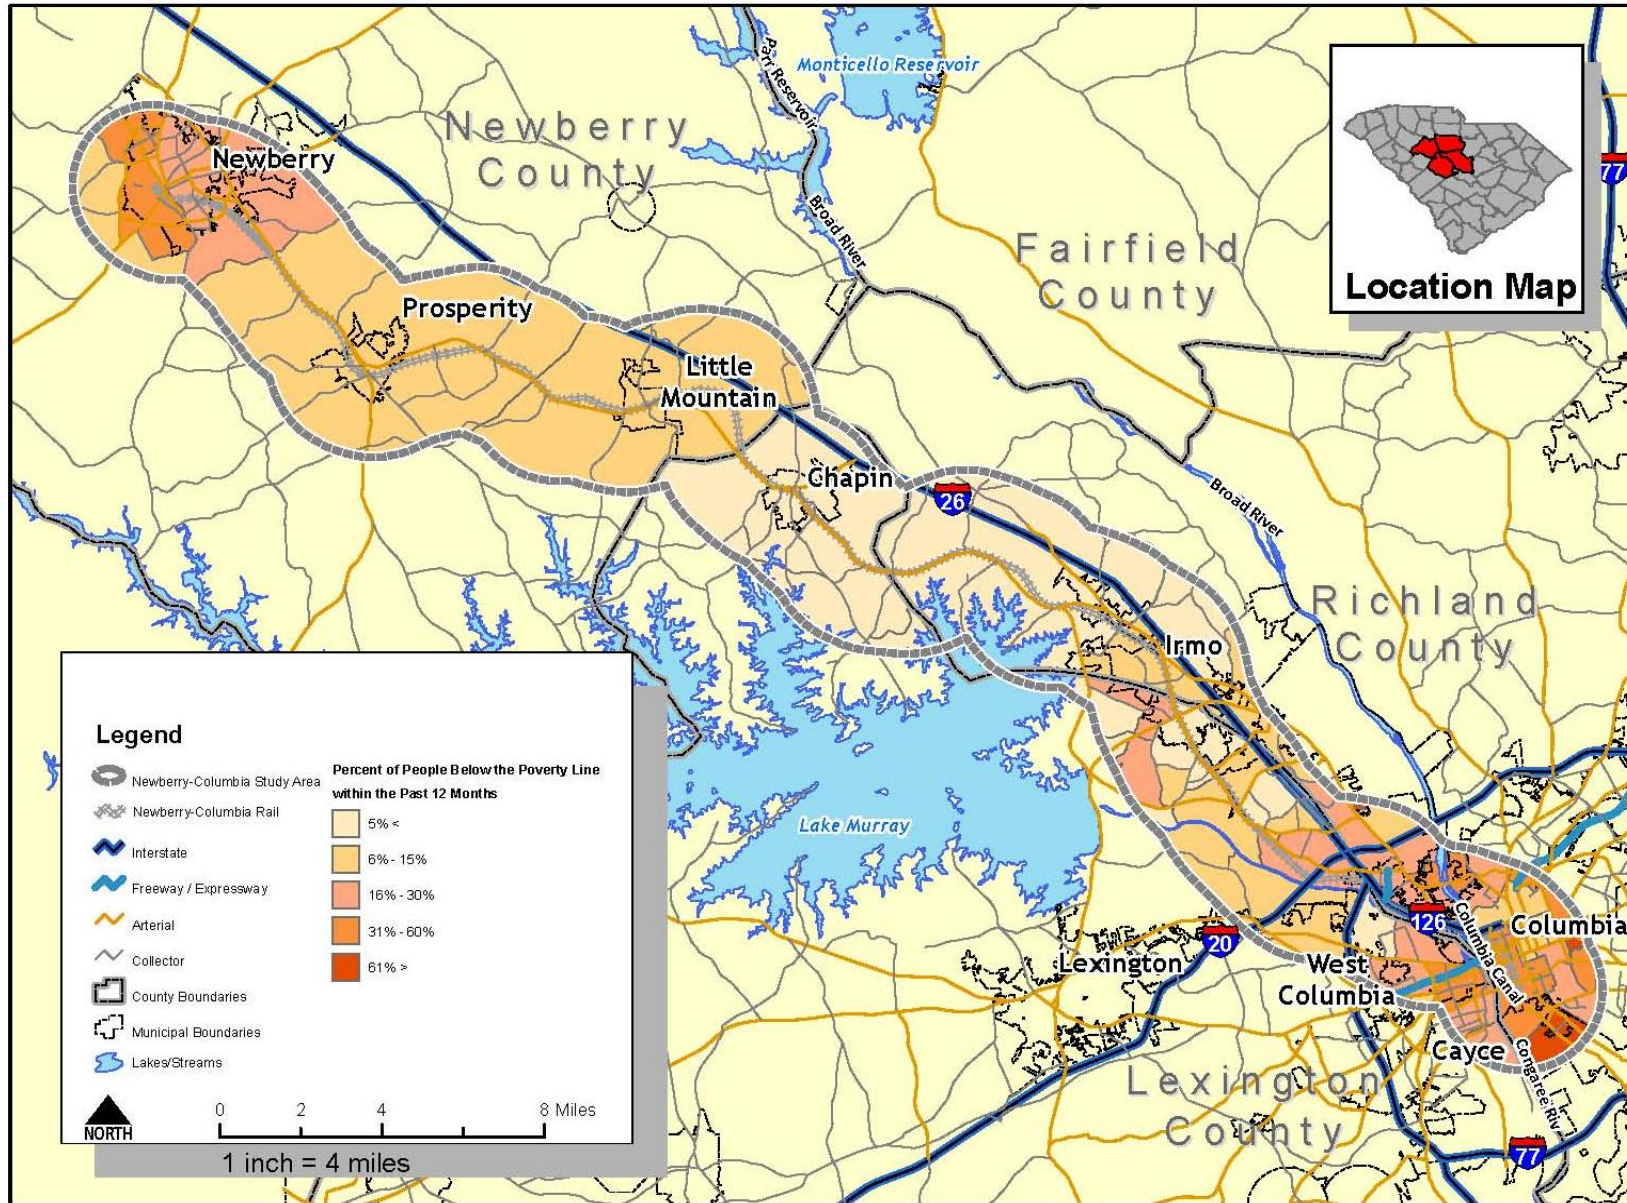 Monticello Reservoir
Parr Reservoir
Newberry
County
Newberry
Broad River
Fairfield
County
77
Location Map
Prosperity
Little
Mountain
Chapin
26
Broad River
Richland
County
Irmo
Lake Murray
Lexington
20
West
Columbia
126
Columbia Canal
Columbia
Cayce
Congaree Riv
Lexington
County
77
Legend
Newberry-Columbia Study Area
Newberry-Columbia Rail
Interstate
Freeway / Expressway
Arterial
Collector
County Boundaries
Municipal Boundaries
Lakes/Streams
Percent of People Below the Poverty Line
within the Past 12 Months
5% <
6% - 15%
16% - 30%
31% - 60%
61% >
NORTH
0 2 4 8 Miles
1 inch = 4 miles